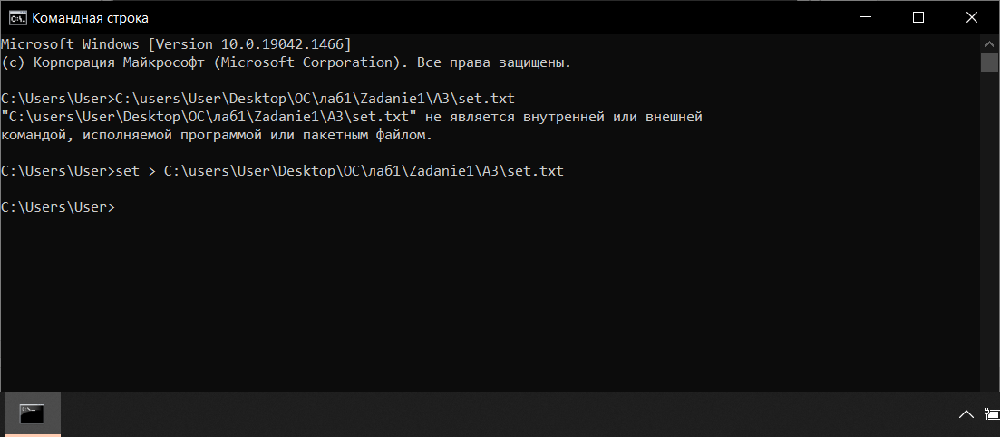 Командная строка
Microsoft Windows [Version 10.0.19042.1466]
(c) Корпорация Майкрософт (Microsoft Corporation). Все права защищены.
C:\Users\User>C:\users\User\Desktop\ОС\лаб1\Zadanie1\A3\set.txt
"C:\users\User\Desktop\ОС\лаб1\Zadanie1\A3\set.txt" не является внутренней или внешней
командой, исполняемой программой или пакетным файлом.
C:\Users\User>set > C:\users\User\Desktop\ОС\лаб1\Zadanie1\A3\set.txt
C:\Users\User>